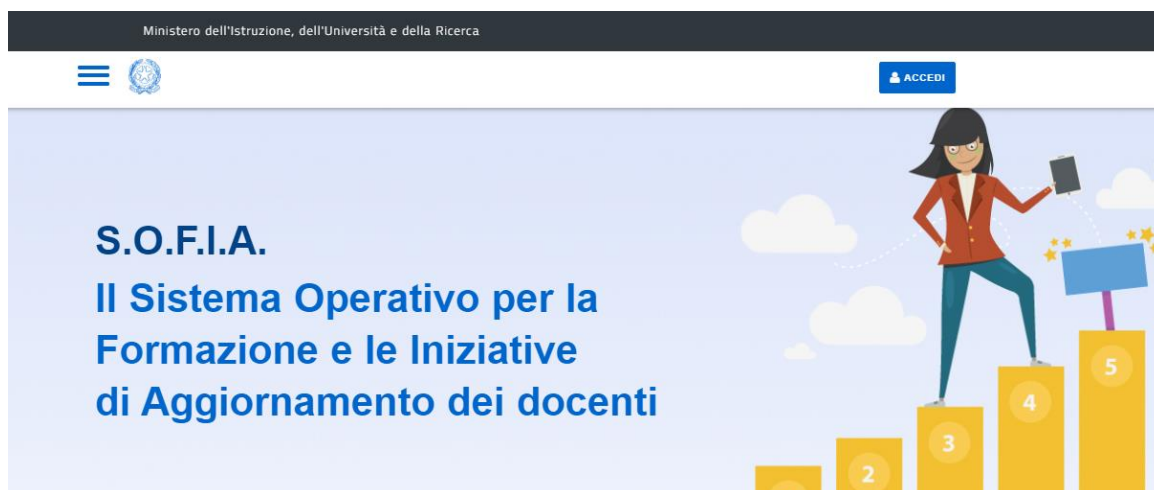 Ministero dell'Istruzione, dell'Università e della Ricerca
ACCEDI
S.O.F.I.A.
Il Sistema Operativo per la
Formazione e le Iniziative
di Aggiornamento dei docenti
5
4
3
2